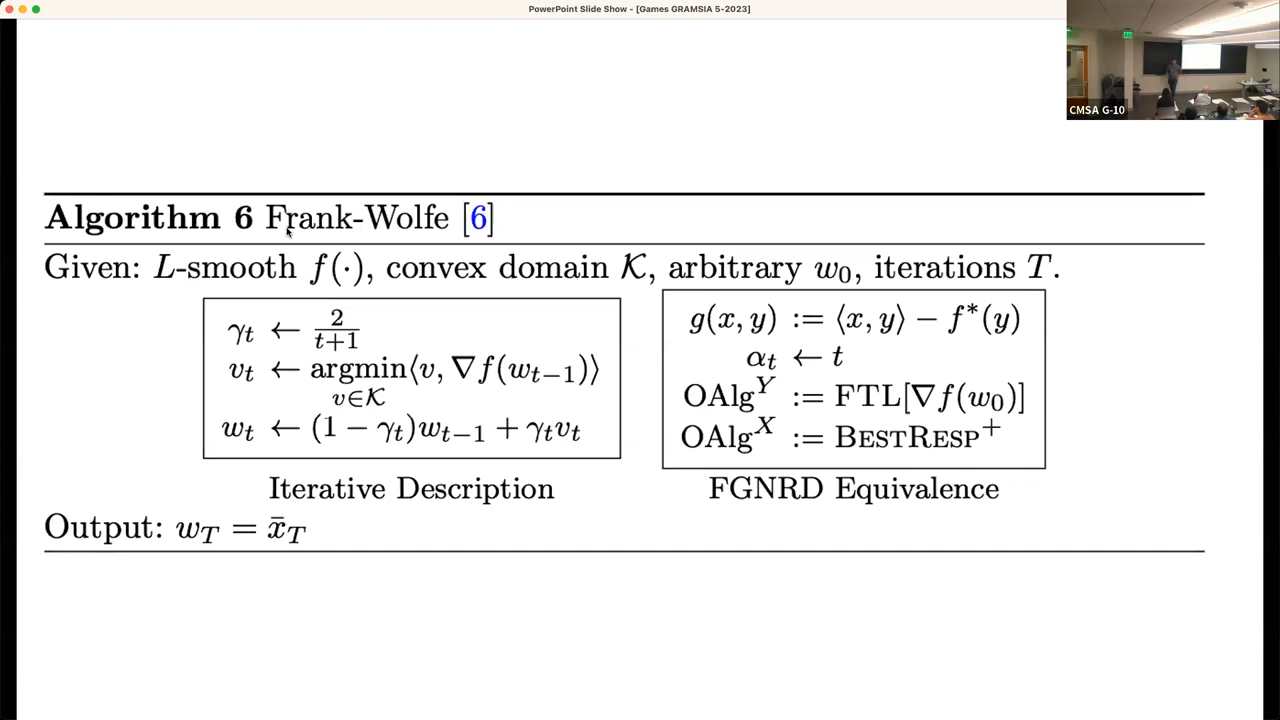 PowerPoint Slide Show - [Games GRAMSIA 5-2023]
CMSA G-10
Algorithm 6 Frank-Wolfe [6]
Given: L-smooth f(·), convex domain 𝒦, arbitrary w₀, iterations T.
γₜ ← 2/(t+1)
vₜ ← argmin⟨v, ∇f(wₜ₋₁)⟩
v∈𝒦
wₜ ← (1 − γₜ)wₜ₋₁ + γₜvₜ
Iterative Description
g(x, y) := ⟨x, y⟩ − f*(y)
αₜ ← t
OAlg^Y := FTL[∇f(w₀)]
OAlg^X := BESTRESP⁺
FGNRD Equivalence
Output: w_T = x̄_T